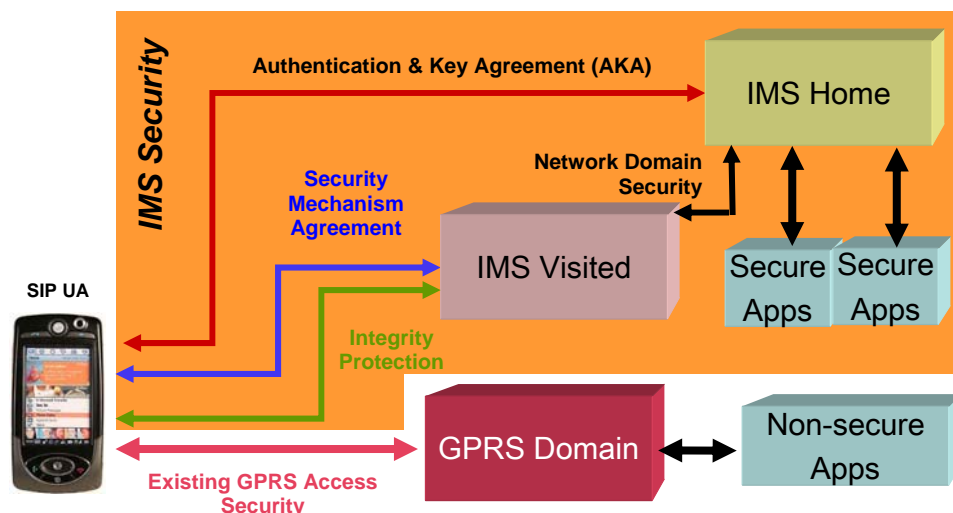 IMS Security
Authentication & Key Agreement (AKA)
IMS Home
Network Domain
Security
Security
Mechanism
Agreement
IMS Visited
Secure
Apps
Secure
Apps
SIP UA
Integrity
Protection
GPRS Domain
Non-secure
Apps
Existing GPRS Access
Security